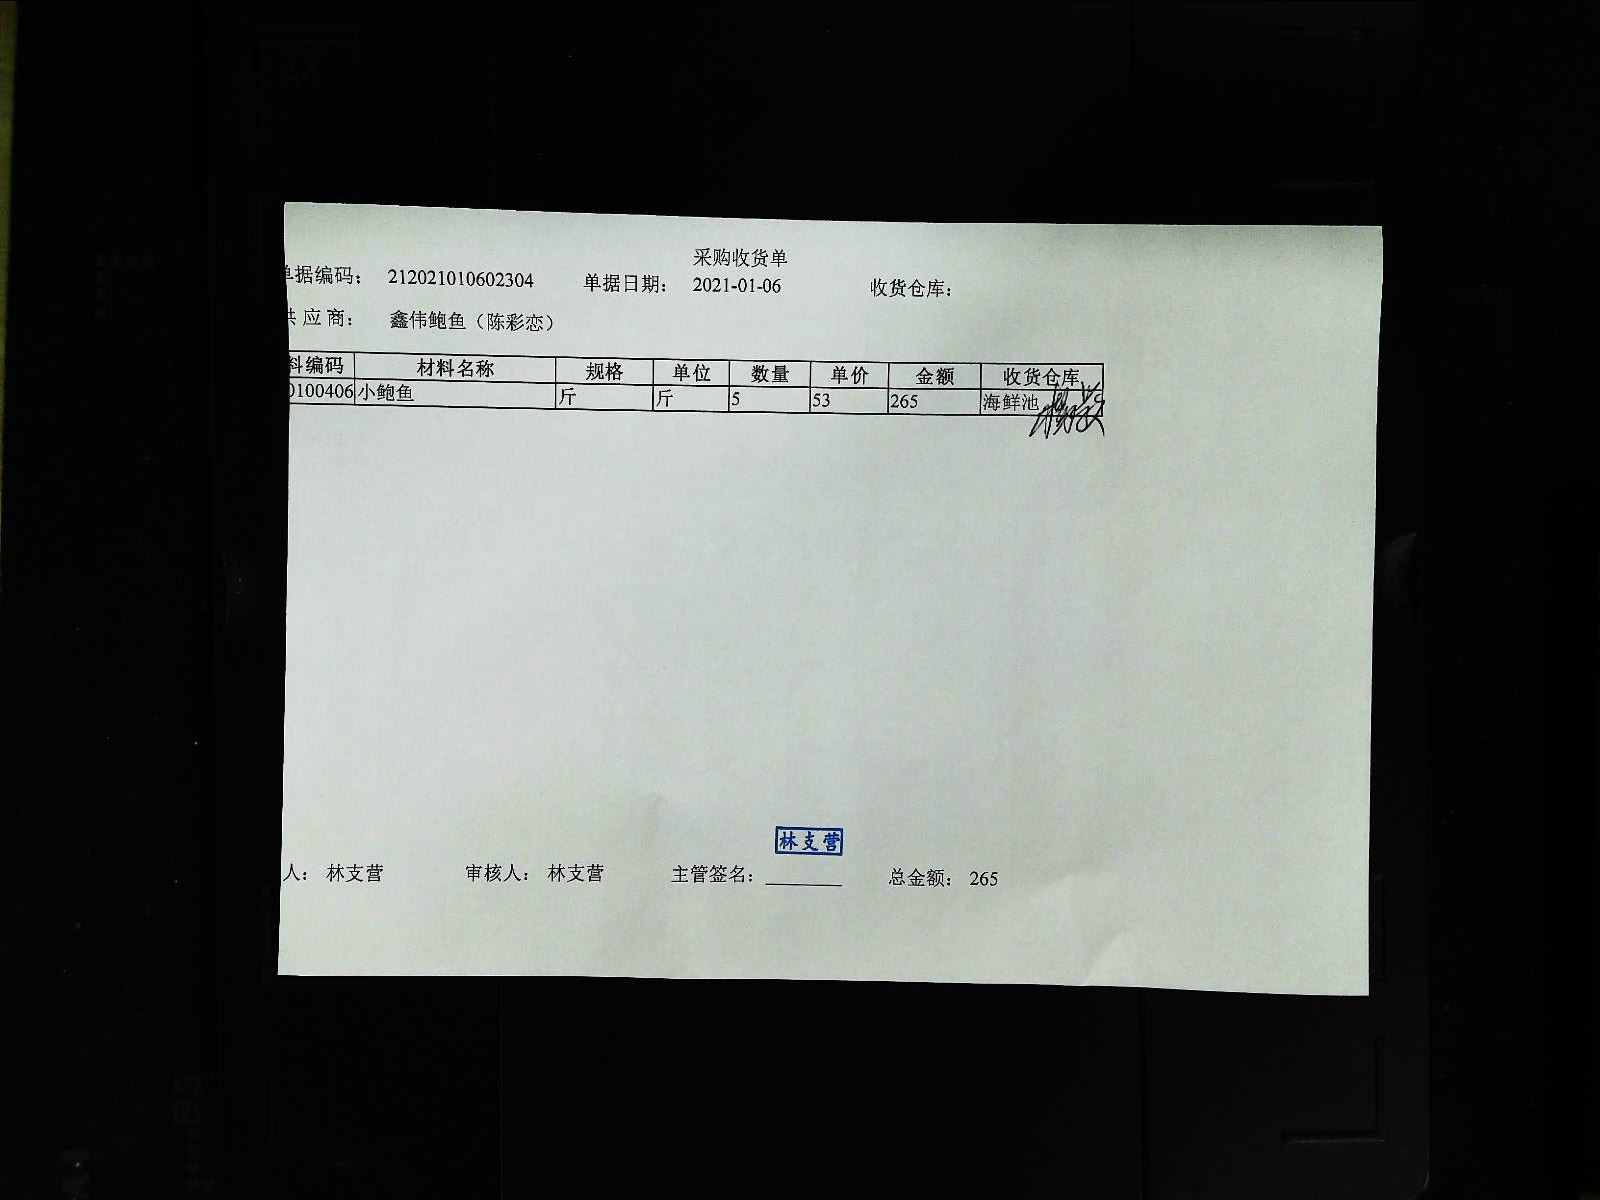 采购收货单
单据编码： 212021010602304 单据日期： 2021-01-06 收货仓库：
供应商： 鑫伟鲍鱼（陈彩恋）
料编码 材料名称 规格 单位 数量 单价 金额 收货仓库
0100406 小鲍鱼 斤 斤 5 53 265 海鲜池
林支营
人： 林支营 审核人： 林支营 主管签名： 总金额： 265